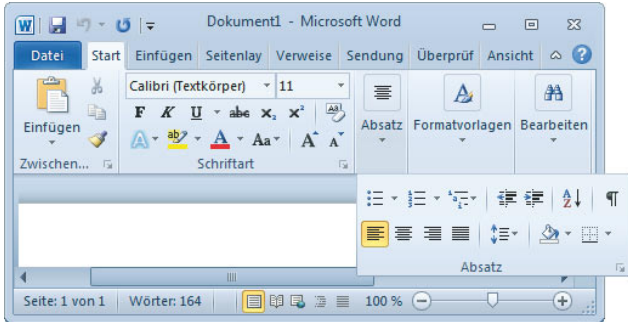 Dokument1 - Microsoft Word
Datei Start Einfügen Seitenlay Verweise Sendung Überprüf Ansicht
Calibri (Textkörper) 11
F K U abc x₂ x²
Einfügen
Absatz Formatvorlagen Bearbeiten
A ab A Aa A A
Zwischen... Schriftart
Absatz
Seite: 1 von 1 Wörter: 164 100 %